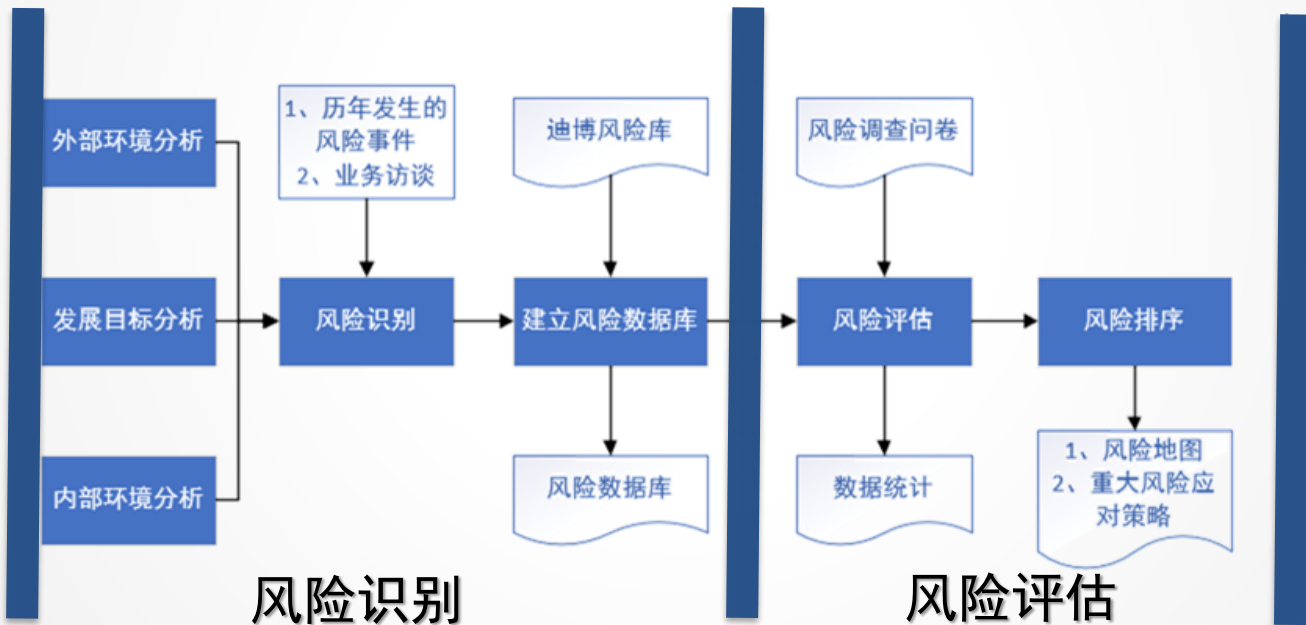 外部环境分析
1、历年发生的
风险事件
2、业务访谈
迪博风险库
风险调查问卷
发展目标分析
风险识别
建立风险数据库
风险评估
风险排序
内部环境分析
风险数据库
数据统计
1、风险地图
2、重大风险应
对策略
风险识别
风险评估